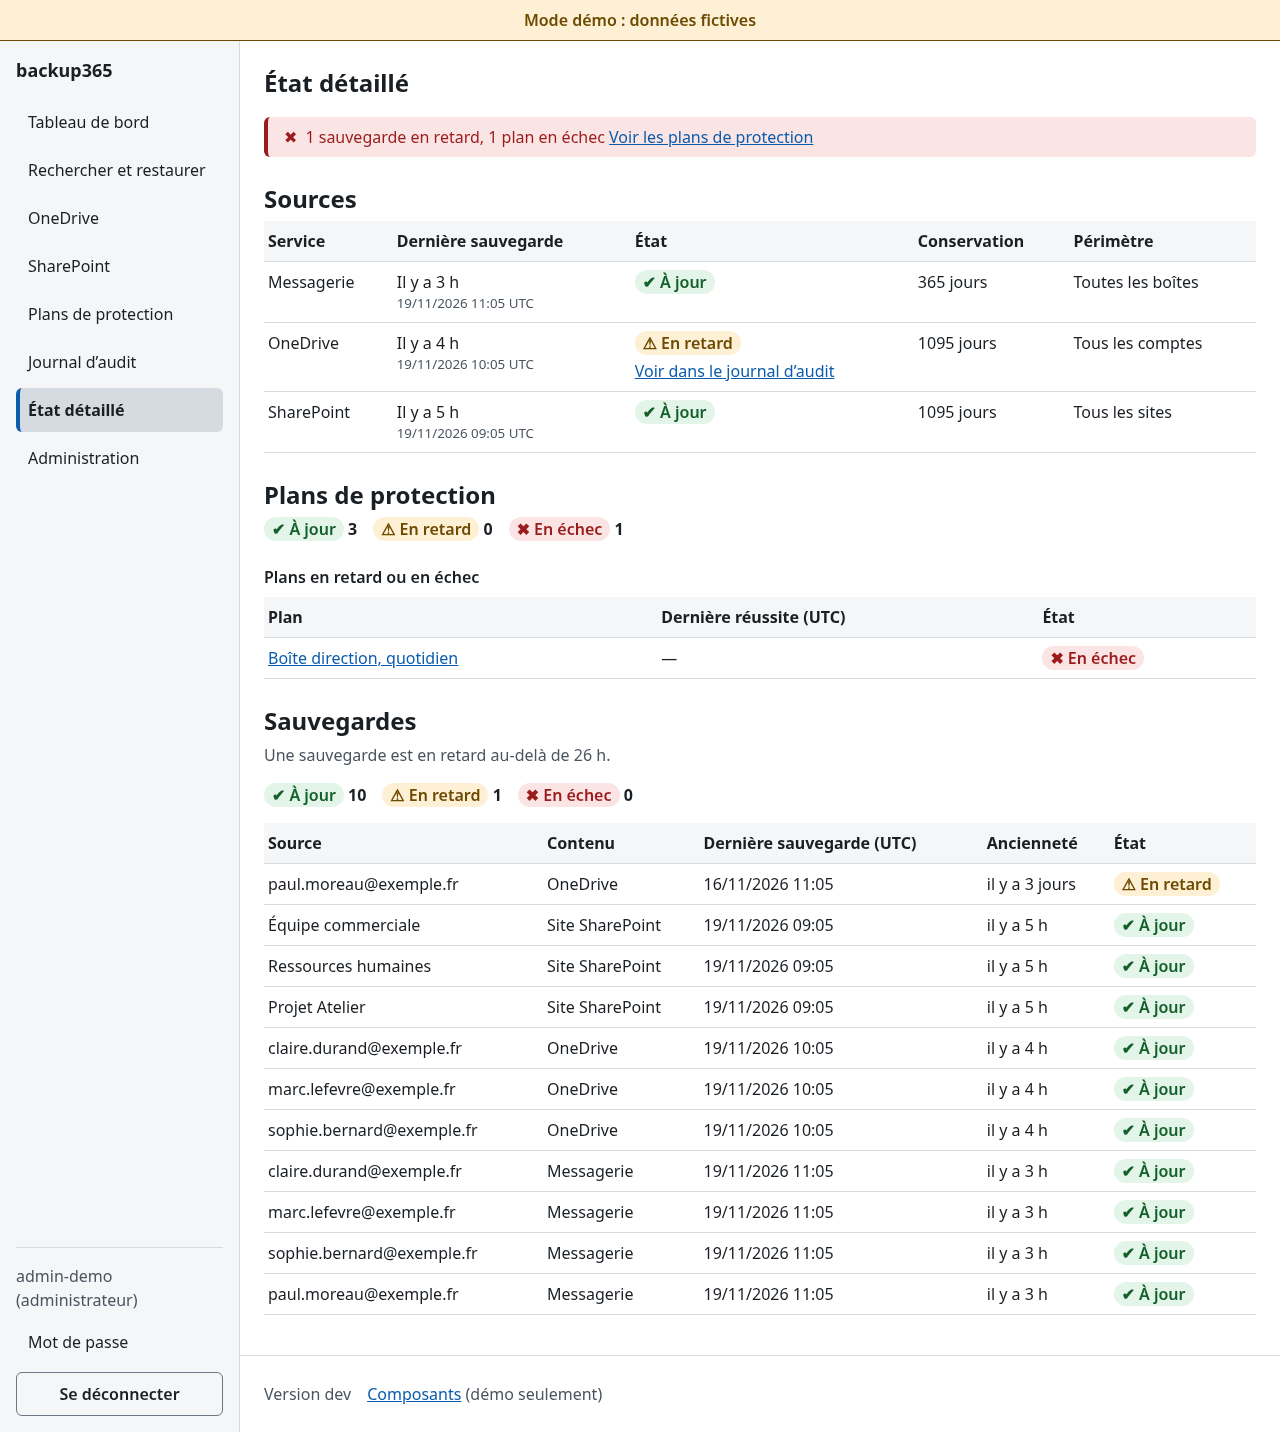 Mode démo : données fictives
backup365
Tableau de bord
Rechercher et restaurer
OneDrive
SharePoint
Plans de protection
Journal d’audit
État détaillé
Administration
admin-demo
(administrateur)
Mot de passe
Se déconnecter
État détaillé
✖ 1 sauvegarde en retard, 1 plan en échec Voir les plans de protection
Sources
Service Dernière sauvegarde État Conservation Périmètre
Messagerie Il y a 3 h ✔ À jour 365 jours Toutes les boîtes
19/11/2026 11:05 UTC
OneDrive Il y a 4 h ⚠ En retard 1095 jours Tous les comptes
19/11/2026 10:05 UTC
Voir dans le journal d’audit
SharePoint Il y a 5 h ✔ À jour 1095 jours Tous les sites
19/11/2026 09:05 UTC
Plans de protection
✔ À jour 3 ⚠ En retard 0 ✖ En échec 1
Plans en retard ou en échec
Plan Dernière réussite (UTC) État
Boîte direction, quotidien — ✖ En échec
Sauvegardes
Une sauvegarde est en retard au-delà de 26 h.
✔ À jour 10 ⚠ En retard 1 ✖ En échec 0
Source Contenu Dernière sauvegarde (UTC) Ancienneté État
paul.moreau@exemple.fr OneDrive 16/11/2026 11:05 il y a 3 jours ⚠ En retard
Équipe commerciale Site SharePoint 19/11/2026 09:05 il y a 5 h ✔ À jour
Ressources humaines Site SharePoint 19/11/2026 09:05 il y a 5 h ✔ À jour
Projet Atelier Site SharePoint 19/11/2026 09:05 il y a 5 h ✔ À jour
claire.durand@exemple.fr OneDrive 19/11/2026 10:05 il y a 4 h ✔ À jour
marc.lefevre@exemple.fr OneDrive 19/11/2026 10:05 il y a 4 h ✔ À jour
sophie.bernard@exemple.fr OneDrive 19/11/2026 10:05 il y a 4 h ✔ À jour
claire.durand@exemple.fr Messagerie 19/11/2026 11:05 il y a 3 h ✔ À jour
marc.lefevre@exemple.fr Messagerie 19/11/2026 11:05 il y a 3 h ✔ À jour
sophie.bernard@exemple.fr Messagerie 19/11/2026 11:05 il y a 3 h ✔ À jour
paul.moreau@exemple.fr Messagerie 19/11/2026 11:05 il y a 3 h ✔ À jour
Version dev Composants (démo seulement)